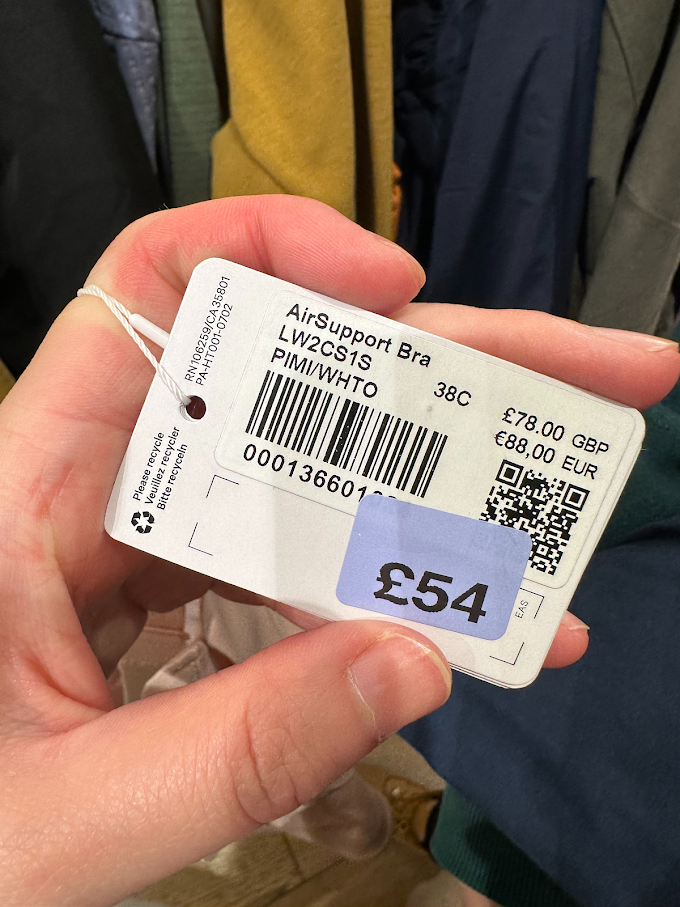 RN106259/CA35801
PA-HT001-0702
Please recycle
Veuillez recycler
Bitte recyceln
AirSupport Bra
LW2CS1S
PIMI/WHTO
38C
£78.00 GBP
€88,00 EUR
£54
EAS